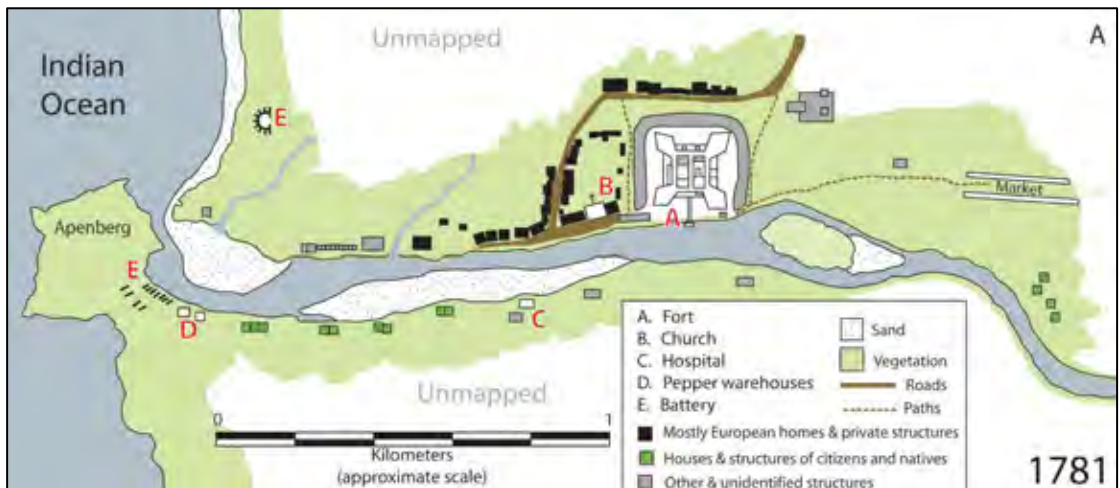 Unmapped
A
Indian
Ocean
E
B
Market
Apenberg
A
E
D
C
A. Fort
B. Church
C. Hospital
D. Pepper warehouses
E. Battery
Sand
Vegetation
Roads
Paths
Mostly European homes & private structures
Houses & structures of citizens and natives
Other & unidentified structures
Unmapped
0 1
Kilometers
(approximate scale)
1781